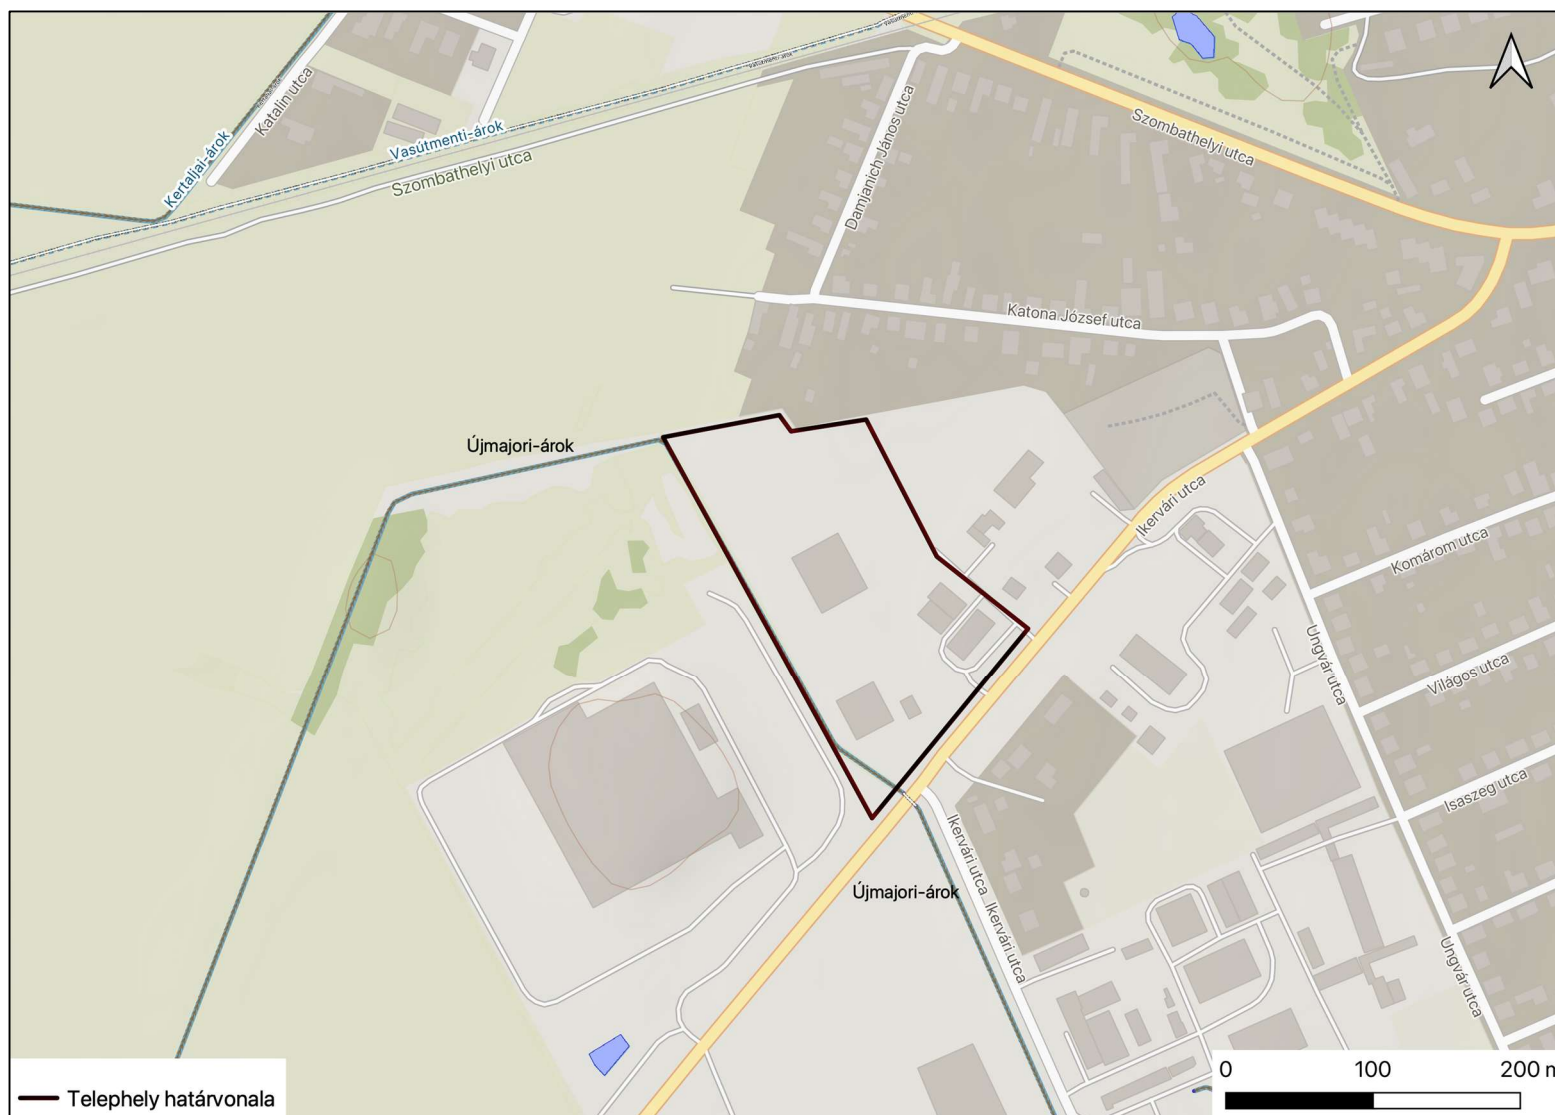 Katalin utca
Kertaljai-árok
Vasútmenti-árok
Szombathelyi utca
Damjanich János utca
Szombathelyi utca
Katona József utca
Újmajori-árok
Ikervári utca
Komárom utca
Ungvár utca
Világos utca
Isaszeg utca
Ikervári utca
Ikervári utca
Újmajori-árok
Ungvár utca
Telephely határvonala
0 100 200 m